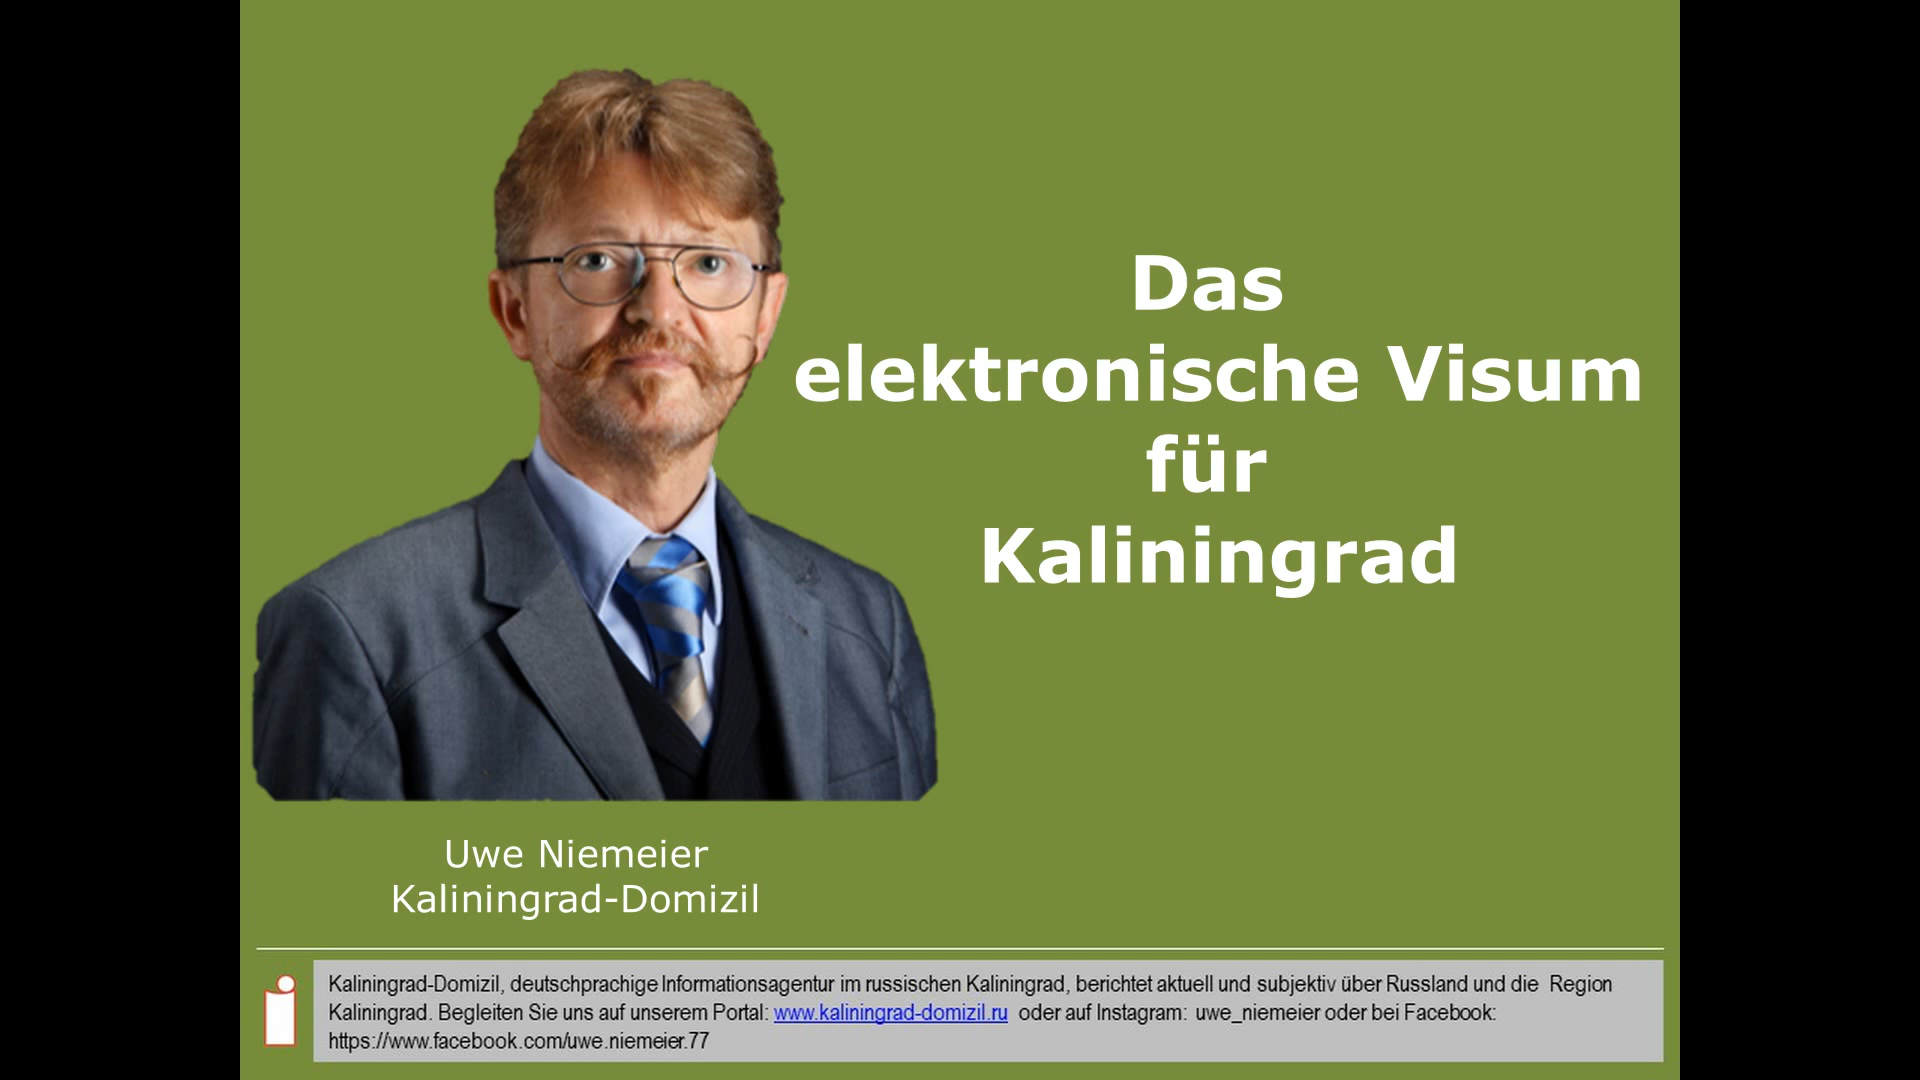 Das
elektronische Visum
für
Kaliningrad
Uwe Niemeier
Kaliningrad-Domizil
Kaliningrad-Domizil, deutschprachige Informationsagentur im russischen Kaliningrad, berichtet aktuell und subjektiv über Russland und die Region
Kaliningrad. Begleiten Sie uns auf unserem Portal: www.kaliningrad-domizil.ru oder auf Instagram: uwe_niemeier oder bei Facebook:
https://www.facebook.com/uwe.niemeier.77